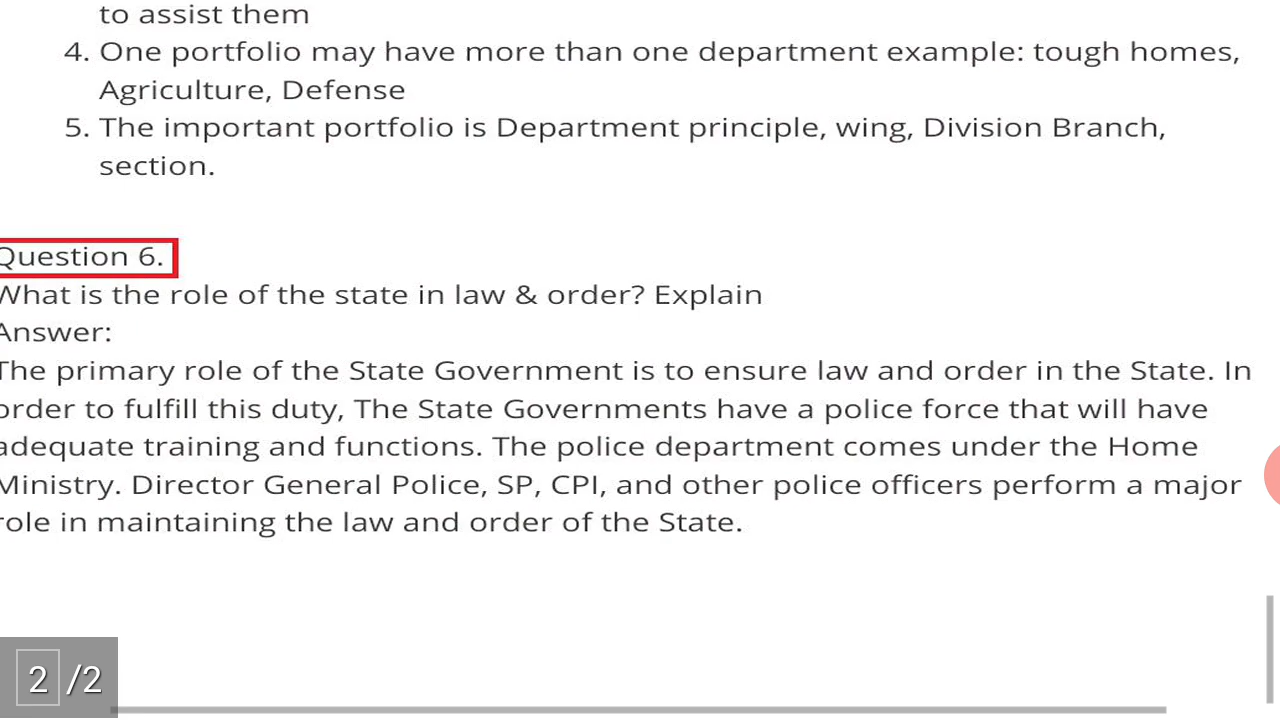 to assist them
4. One portfolio may have more than one department example: tough homes,
Agriculture, Defense
5. The important portfolio is Department principle, wing, Division Branch,
section.
Question 6.
What is the role of the state in law & order? Explain
Answer:
The primary role of the State Government is to ensure law and order in the State. In
order to fulfill this duty, The State Governments have a police force that will have
adequate training and functions. The police department comes under the Home
Ministry. Director General Police, SP, CPI, and other police officers perform a major
role in maintaining the law and order of the State.
2 /2